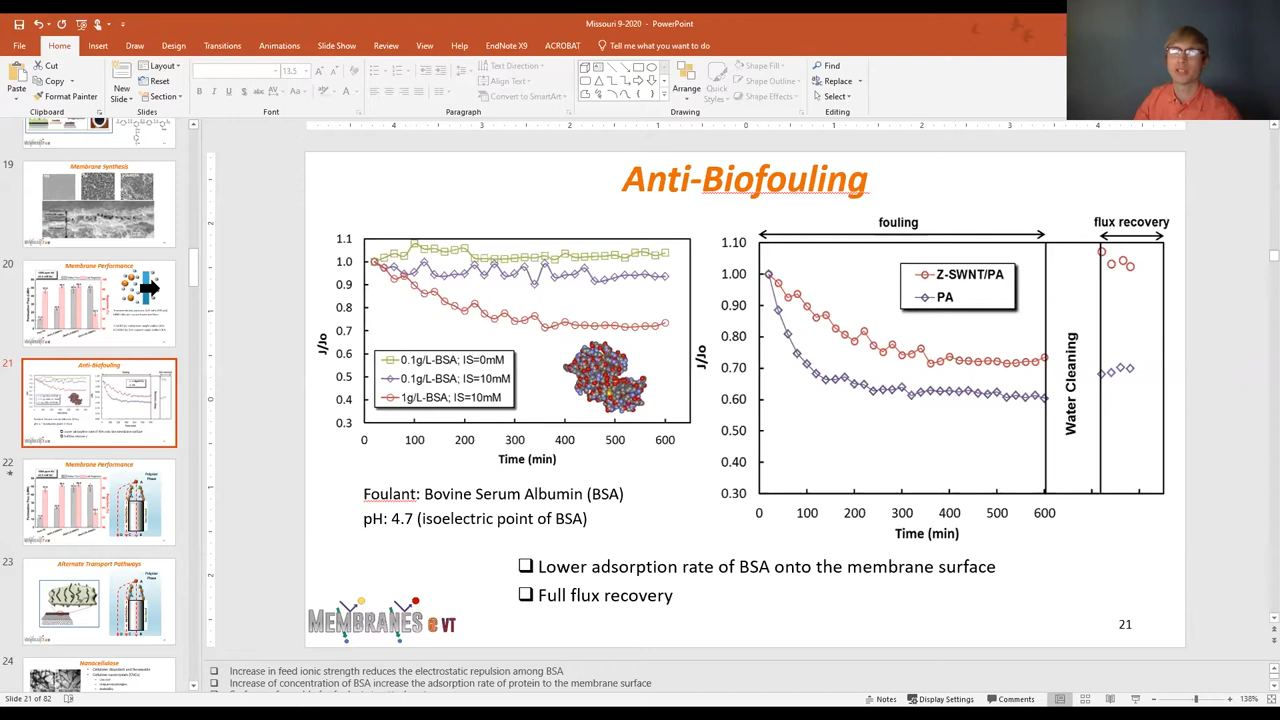 Missouri 9-2020 - PowerPoint
File Home Insert Draw Design Transitions Animations Slide Show Review View Help EndNote X9 ACROBAT Tell me what you want to do
Cut
Copy
Format Painter
Paste
Clipboard
New Slide
Layout
Reset
Section
Slides
13.5
Font
Text Direction
Align Text
Convert to SmartArt
Paragraph
Arrange
Quick Styles
Shape Fill
Shape Outline
Shape Effects
Drawing
Find
Replace
Select
Editing
19
Membrane Synthesis
20
Membrane Performance
21
Anti-Biofouling
22
Membrane Performance
23
Alternate Transport Pathways
24
Nanocellulose
Anti-Biofouling
1.1
1.0
0.9
0.8
0.7
0.6
0.5
0.4
0.3
J/Jo
0.1g/L-BSA; IS=0mM
0.1g/L-BSA; IS=10mM
1g/L-BSA; IS=10mM
0 100 200 300 400 500 600
Time (min)
fouling
flux recovery
1.10
1.00
0.90
0.80
0.70
0.60
0.50
0.40
0.30
J/Jo
Z-SWNT/PA
PA
Water Cleaning
0 100 200 300 400 500 600
Time (min)
Foulant: Bovine Serum Albumin (BSA)
pH: 4.7 (isoelectric point of BSA)
Lower adsorption rate of BSA onto the membrane surface
Full flux recovery
MEMBRANES @ VT
21
Increase in feed ionic strength reduces the electrostatic repulsion among BSA
Increase of concentration of BSA increase the adsorption rate of protein to the membrane surface
Slide 21 of 82
Notes
Display Settings
Comments
138%